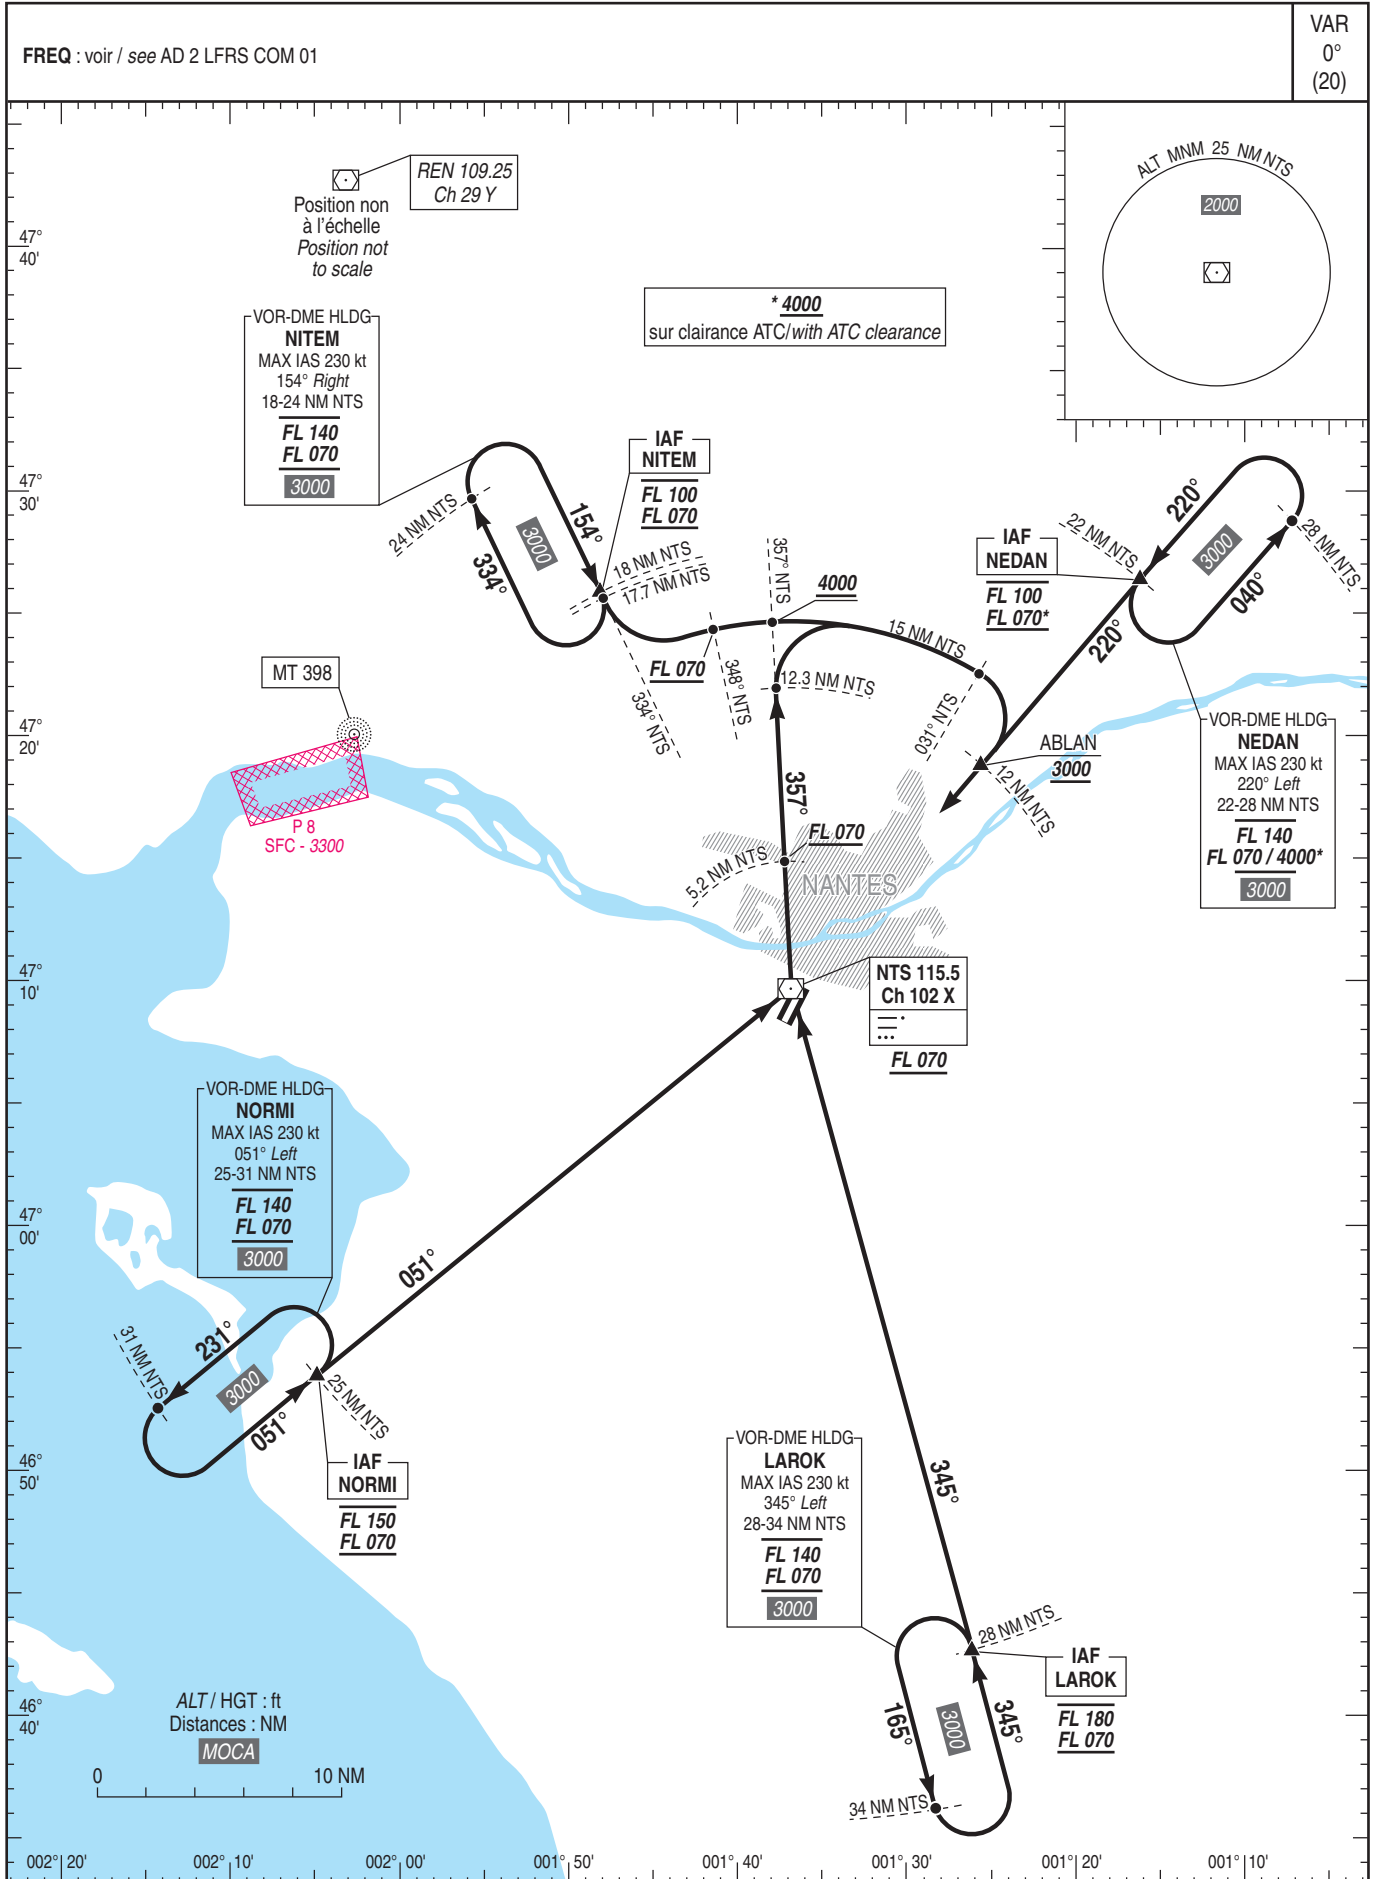 FREQ : voir / see AD 2 LFRS COM 01
VAR
0°
(20)
REN 109.25
Ch 29 Y
Position non
à l'échelle
Position not
to scale
ALT MNM 25 NM NTS
2000
* 4000
sur clairance ATC/with ATC clearance
VOR-DME HLDG
NITEM
MAX IAS 230 kt
154° Right
18-24 NM NTS
FL 140
FL 070
3000
IAF
NITEM
FL 100
FL 070
24 NM NTS
334°
3000
154°
18 NM NTS
17.7 NM NTS
334° NTS
FL 070
348° NTS
357° NTS
4000
12.3 NM NTS
15 NM NTS
031° NTS
IAF
NEDAN
FL 100
FL 070*
22 NM NTS
220°
3000
040°
28 NM NTS
220°
VOR-DME HLDG
NEDAN
MAX IAS 230 kt
220° Left
22-28 NM NTS
FL 140
FL 070 / 4000*
3000
ABLAN
3000
12 NM NTS
MT 398
P 8
SFC - 3300
357°
FL 070
5.2 NM NTS
NANTES
NTS 115.5
Ch 102 X
FL 070
VOR-DME HLDG
NORMI
MAX IAS 230 kt
051° Left
25-31 NM NTS
FL 140
FL 070
3000
051°
31 NM NTS
231°
3000
051°
25 NM NTS
IAF
NORMI
FL 150
FL 070
VOR-DME HLDG
LAROK
MAX IAS 230 kt
345° Left
28-34 NM NTS
FL 140
FL 070
3000
345°
28 NM NTS
IAF
LAROK
FL 180
FL 070
165°
3000
345°
34 NM NTS
ALT / HGT : ft
Distances : NM
MOCA
0
10 NM
47°
40'
47°
30'
47°
20'
47°
10'
47°
00'
46°
50'
46°
40'
002° 20'
002° 10'
002° 00'
001° 50'
001° 40'
001° 30'
001° 20'
001° 10'